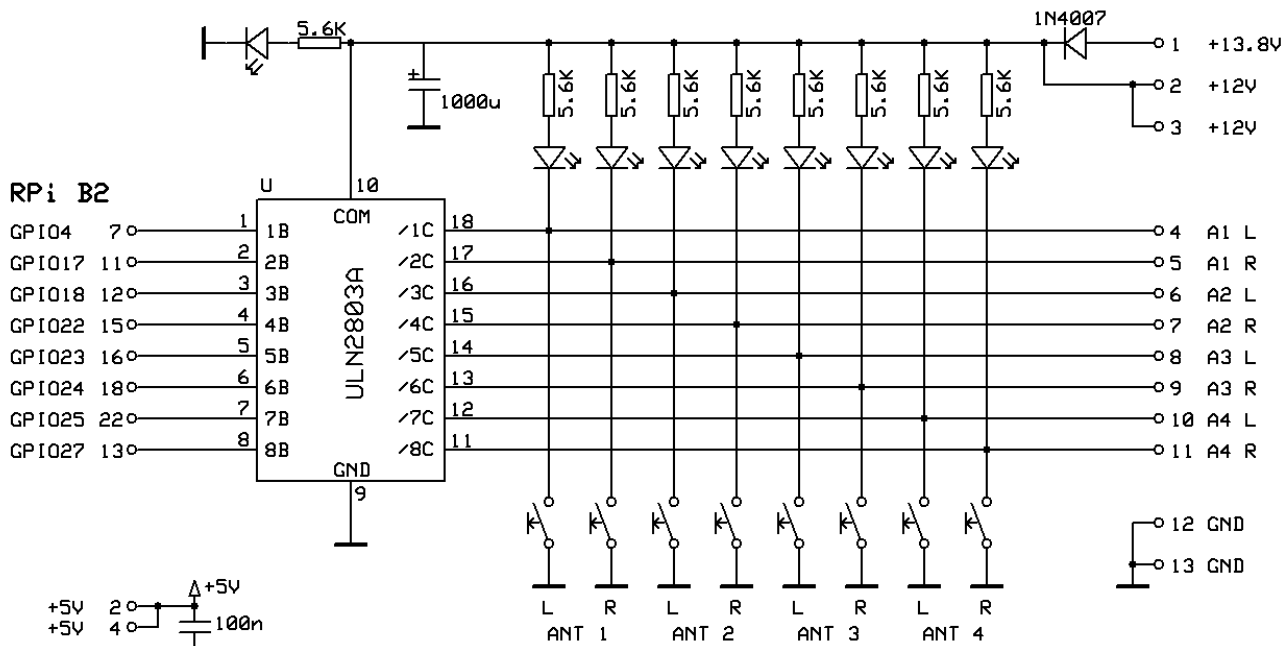 5.6K
1N4007
1 +13.8V
+
1000u
5.6K 5.6K 5.6K 5.6K 5.6K 5.6K 5.6K 5.6K
2 +12V
3 +12V
RPi B2
U
10
COM
GPIO4 7 1 1B /1C 18 4 A1 L
GPIO17 11 2 2B /2C 17 5 A1 R
GPIO18 12 3 3B /3C 16 6 A2 L
GPIO22 15 4 4B /4C 15 7 A2 R
GPIO23 16 5 5B /5C 14 8 A3 L
GPIO24 18 6 6B /6C 13 9 A3 R
GPIO25 22 7 7B /7C 12 10 A4 L
GPIO27 13 8 8B /8C 11 11 A4 R
ULN2803A
GND
9
12 GND
13 GND
+5V
+5V 2
+5V 4
100n
L R L R L R L R
ANT 1 ANT 2 ANT 3 ANT 4